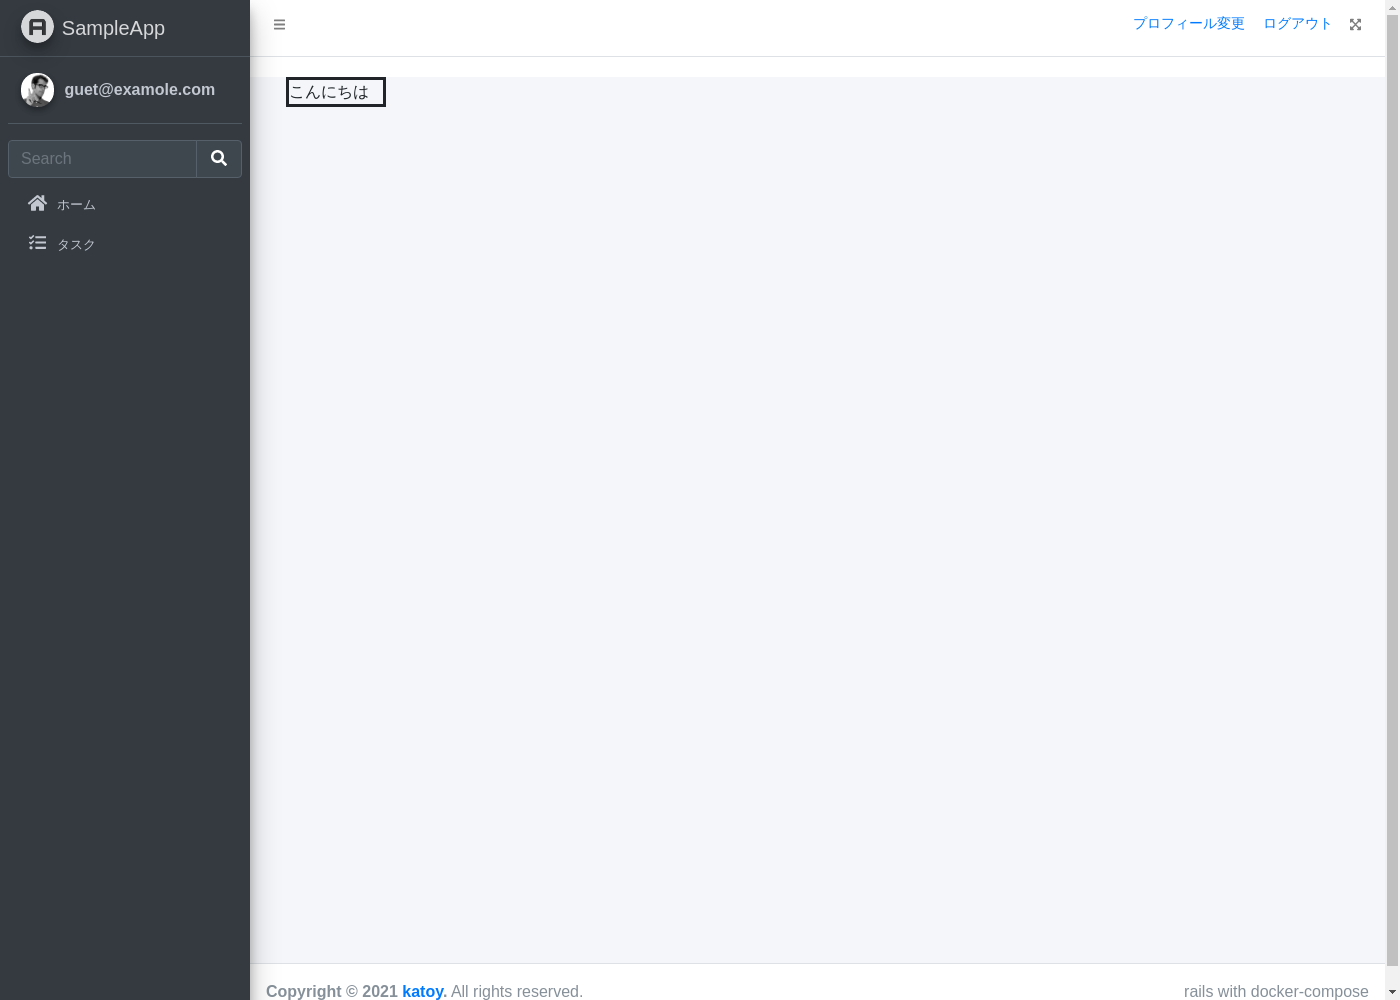 SampleApp
guet@examole.com
Search
ホーム
タスク
プロフィール変更 ログアウト
こんにちは
Copyright © 2021 katoy. All rights reserved.
rails with docker-compose